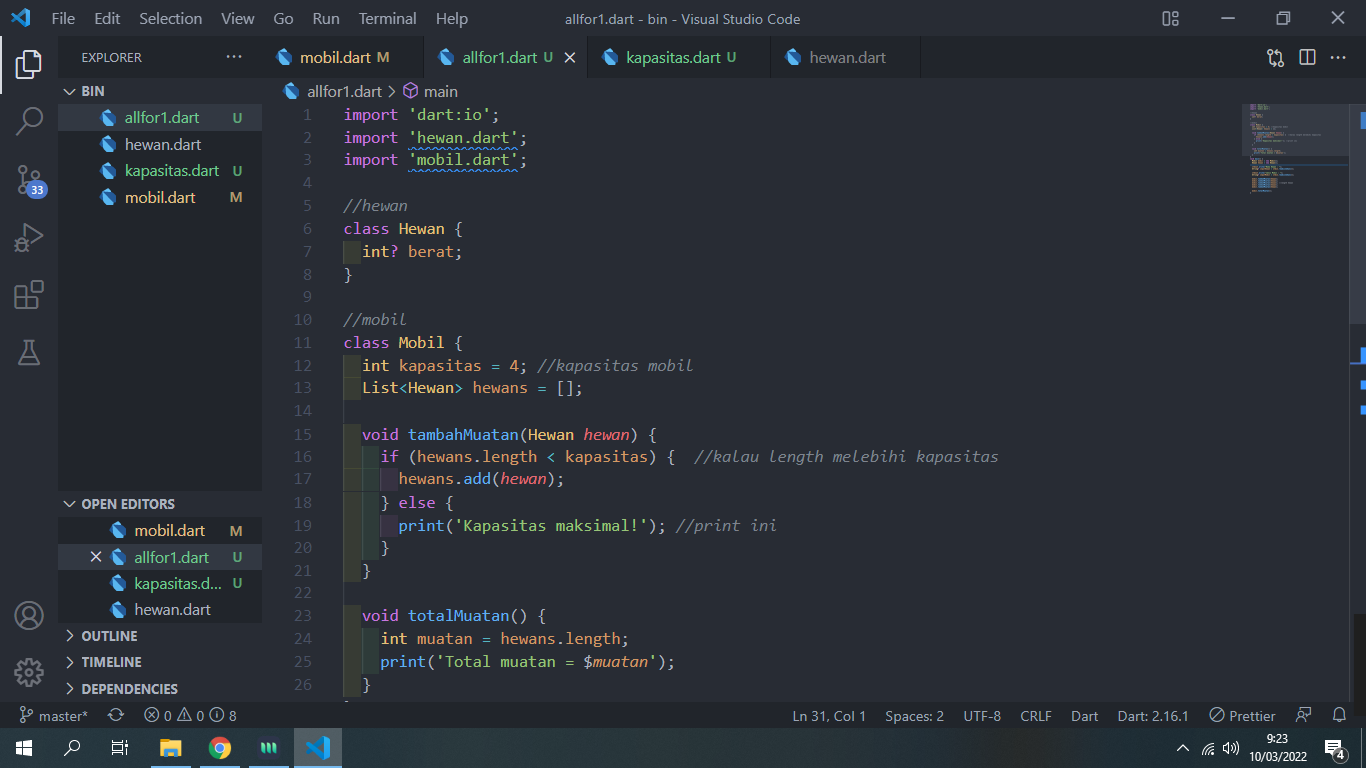 File Edit Selection View Go Run Terminal Help allfor1.dart - bin - Visual Studio Code
EXPLORER ··· mobil.dart M allfor1.dart U kapasitas.dart U hewan.dart ···
BIN
allfor1.dart U
hewan.dart
kapasitas.dart U
mobil.dart M
33
OPEN EDITORS
mobil.dart M
allfor1.dart U
kapasitas.d... U
hewan.dart
OUTLINE
TIMELINE
DEPENDENCIES
allfor1.dart > main
1 import 'dart:io';
2 import 'hewan.dart';
3 import 'mobil.dart';
4
5 //hewan
6 class Hewan {
7 int? berat;
8 }
9
10 //mobil
11 class Mobil {
12 int kapasitas = 4; //kapasitas mobil
13 List<Hewan> hewans = [];
14
15 void tambahMuatan(Hewan hewan) {
16 if (hewans.length < kapasitas) { //kalau length melebihi kapasitas
17 hewans.add(hewan);
18 } else {
19 print('Kapasitas maksimal!'); //print ini
20 }
21 }
22
23 void totalMuatan() {
24 int muatan = hewans.length;
25 print('Total muatan = $muatan');
26 }
master* 0 0 8 Ln 31, Col 1 Spaces: 2 UTF-8 CRLF Dart Dart: 2.16.1 Prettier
9:23
10/03/2022
4